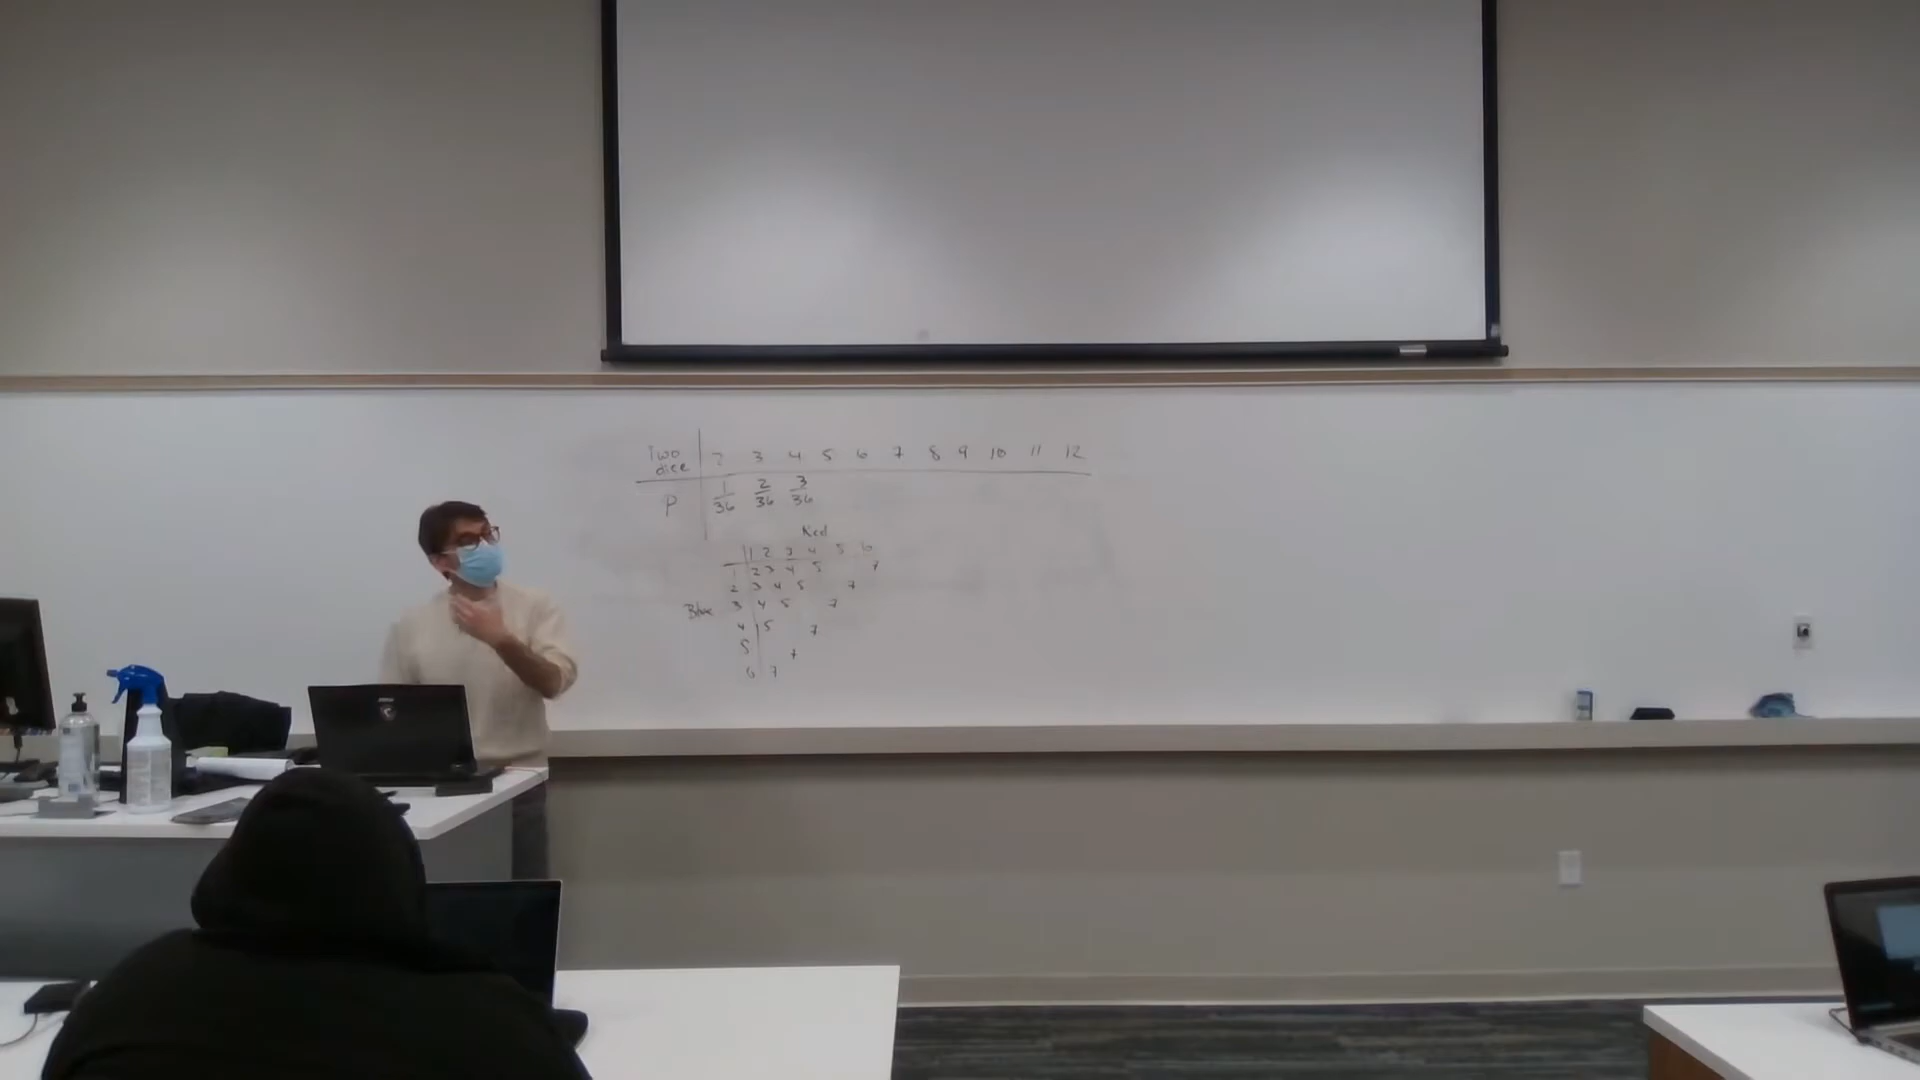 Two dice 2 3 4 5 6 7 8 9 10 11 12
P 1/36 2/36 3/36
Red
1 2 3 4 5 6
1 2 3 4 5 7
2 3 4 5 7
Blue 3 4 5 7
4 5 7
5 7
6 7